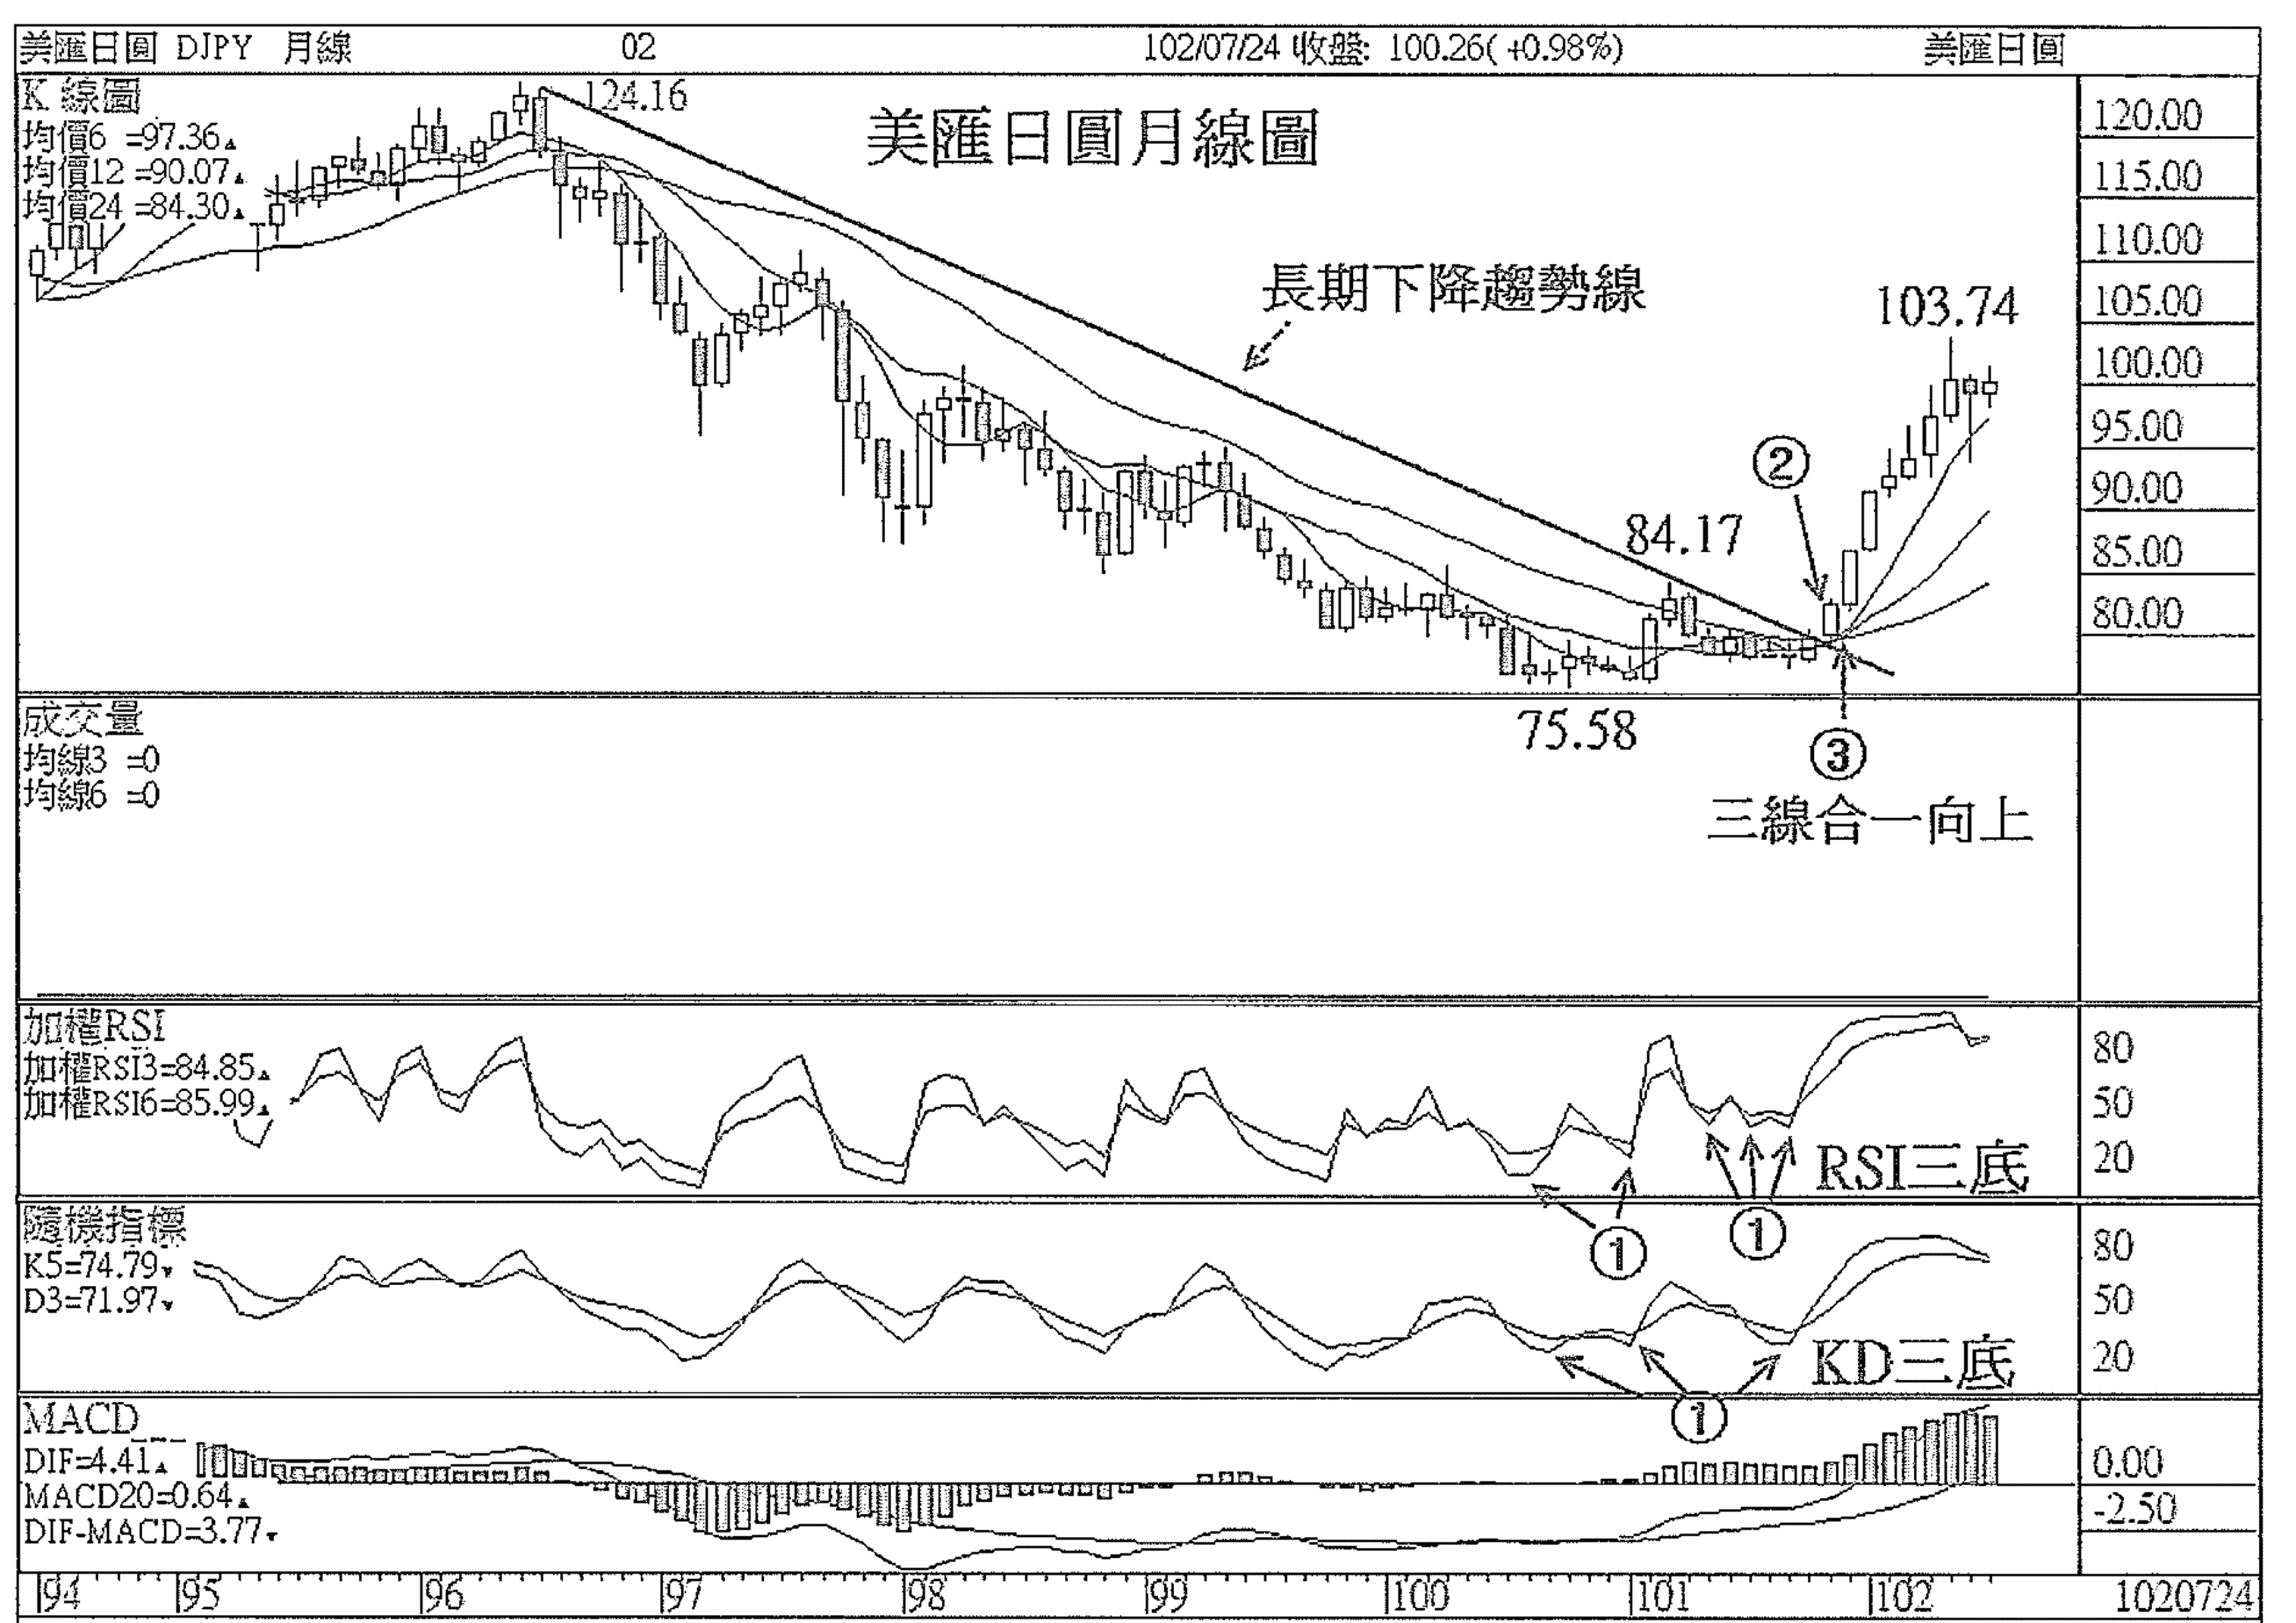 美匯日圓 DJPY 月線 02 102/07/24 收盤: 100.26( +0.98%) 美匯日圓
K 線圖
均價6 =97.36▲
均價12 =90.07▲
均價24 =84.30▲
124.16
美匯日圓月線圖
長期下降趨勢線
103.74
②
84.17
75.58
③
三線合一向上
120.00
115.00
110.00
105.00
100.00
95.00
90.00
85.00
80.00
成交量
均線3 =0
均線6 =0
加權RSI
加權RSI3=84.85▲
加權RSI6=85.99▲
RSI三底
①
①
80
50
20
隨機指標
K5=74.79▼
D3=71.97▼
KD三底
①
80
50
20
MACD
DIF=4.41▲
MACD20=0.64▲
DIF-MACD=3.77▼
0.00
-2.50
94 95 96 97 98 99 100 101 102 1020724